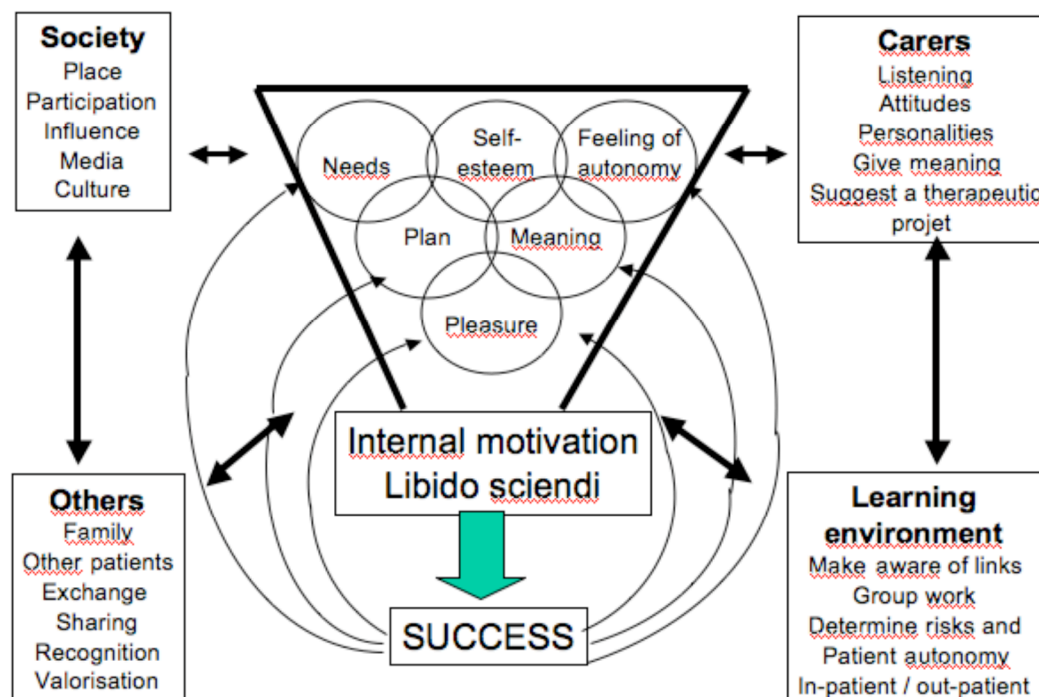 Society
Place
Participation
Influence
Media
Culture
Carers
Listening
Attitudes
Personalities
Give meaning
Suggest a therapeutic
projet
Needs
Self-
esteem
Feeling of
autonomy
Plan
Meaning
Pleasure
Internal motivation
Libido sciendi
SUCCESS
Others
Family
Other patients
Exchange
Sharing
Recognition
Valorisation
Learning
environment
Make aware of links
Group work
Determine risks and
Patient autonomy
In-patient / out-patient